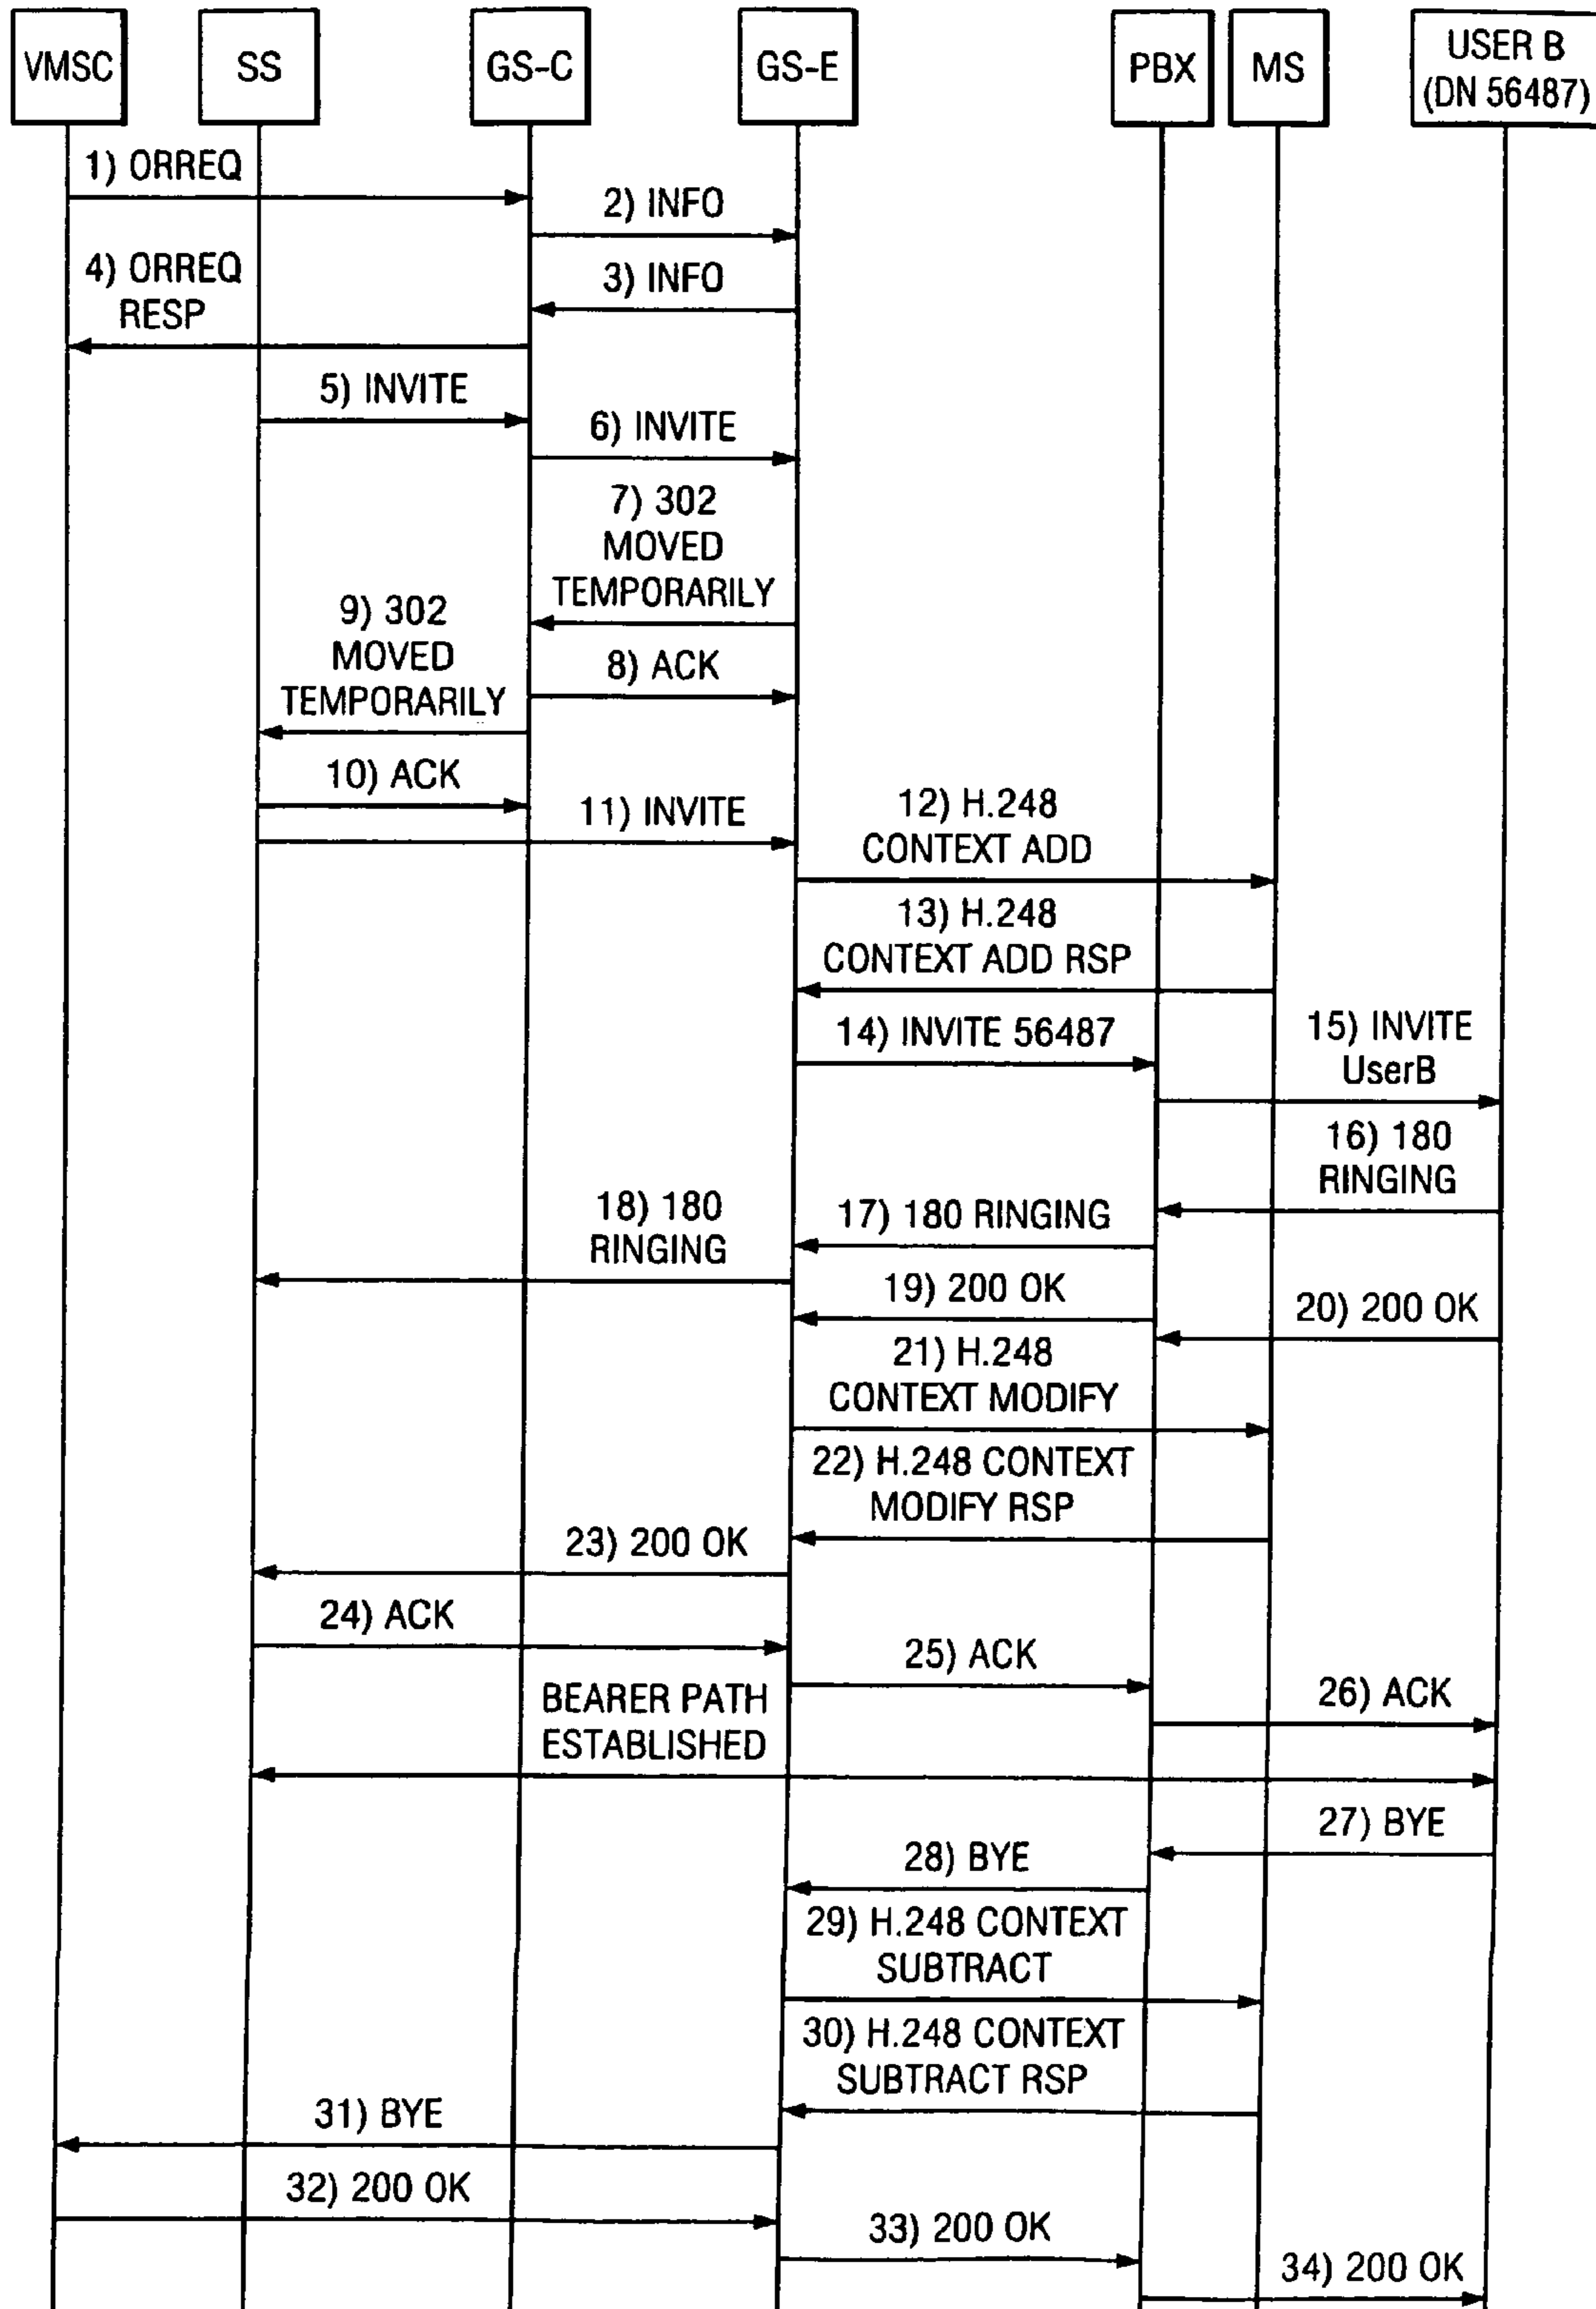 VMSC
SS
GS-C
GS-E
PBX
MS
USER B
(DN 56487)
1) ORREQ
2) INFO
4) ORREQ
RESP
3) INFO
5) INVITE
6) INVITE
7) 302
MOVED
TEMPORARILY
9) 302
MOVED
TEMPORARILY
8) ACK
10) ACK
11) INVITE
12) H.248
CONTEXT ADD
13) H.248
CONTEXT ADD RSP
14) INVITE 56487
15) INVITE
UserB
16) 180
RINGING
18) 180
RINGING
17) 180 RINGING
19) 200 OK
20) 200 OK
21) H.248
CONTEXT MODIFY
22) H.248 CONTEXT
MODIFY RSP
23) 200 OK
24) ACK
25) ACK
BEARER PATH
ESTABLISHED
26) ACK
27) BYE
28) BYE
29) H.248 CONTEXT
SUBTRACT
30) H.248 CONTEXT
SUBTRACT RSP
31) BYE
32) 200 OK
33) 200 OK
34) 200 OK